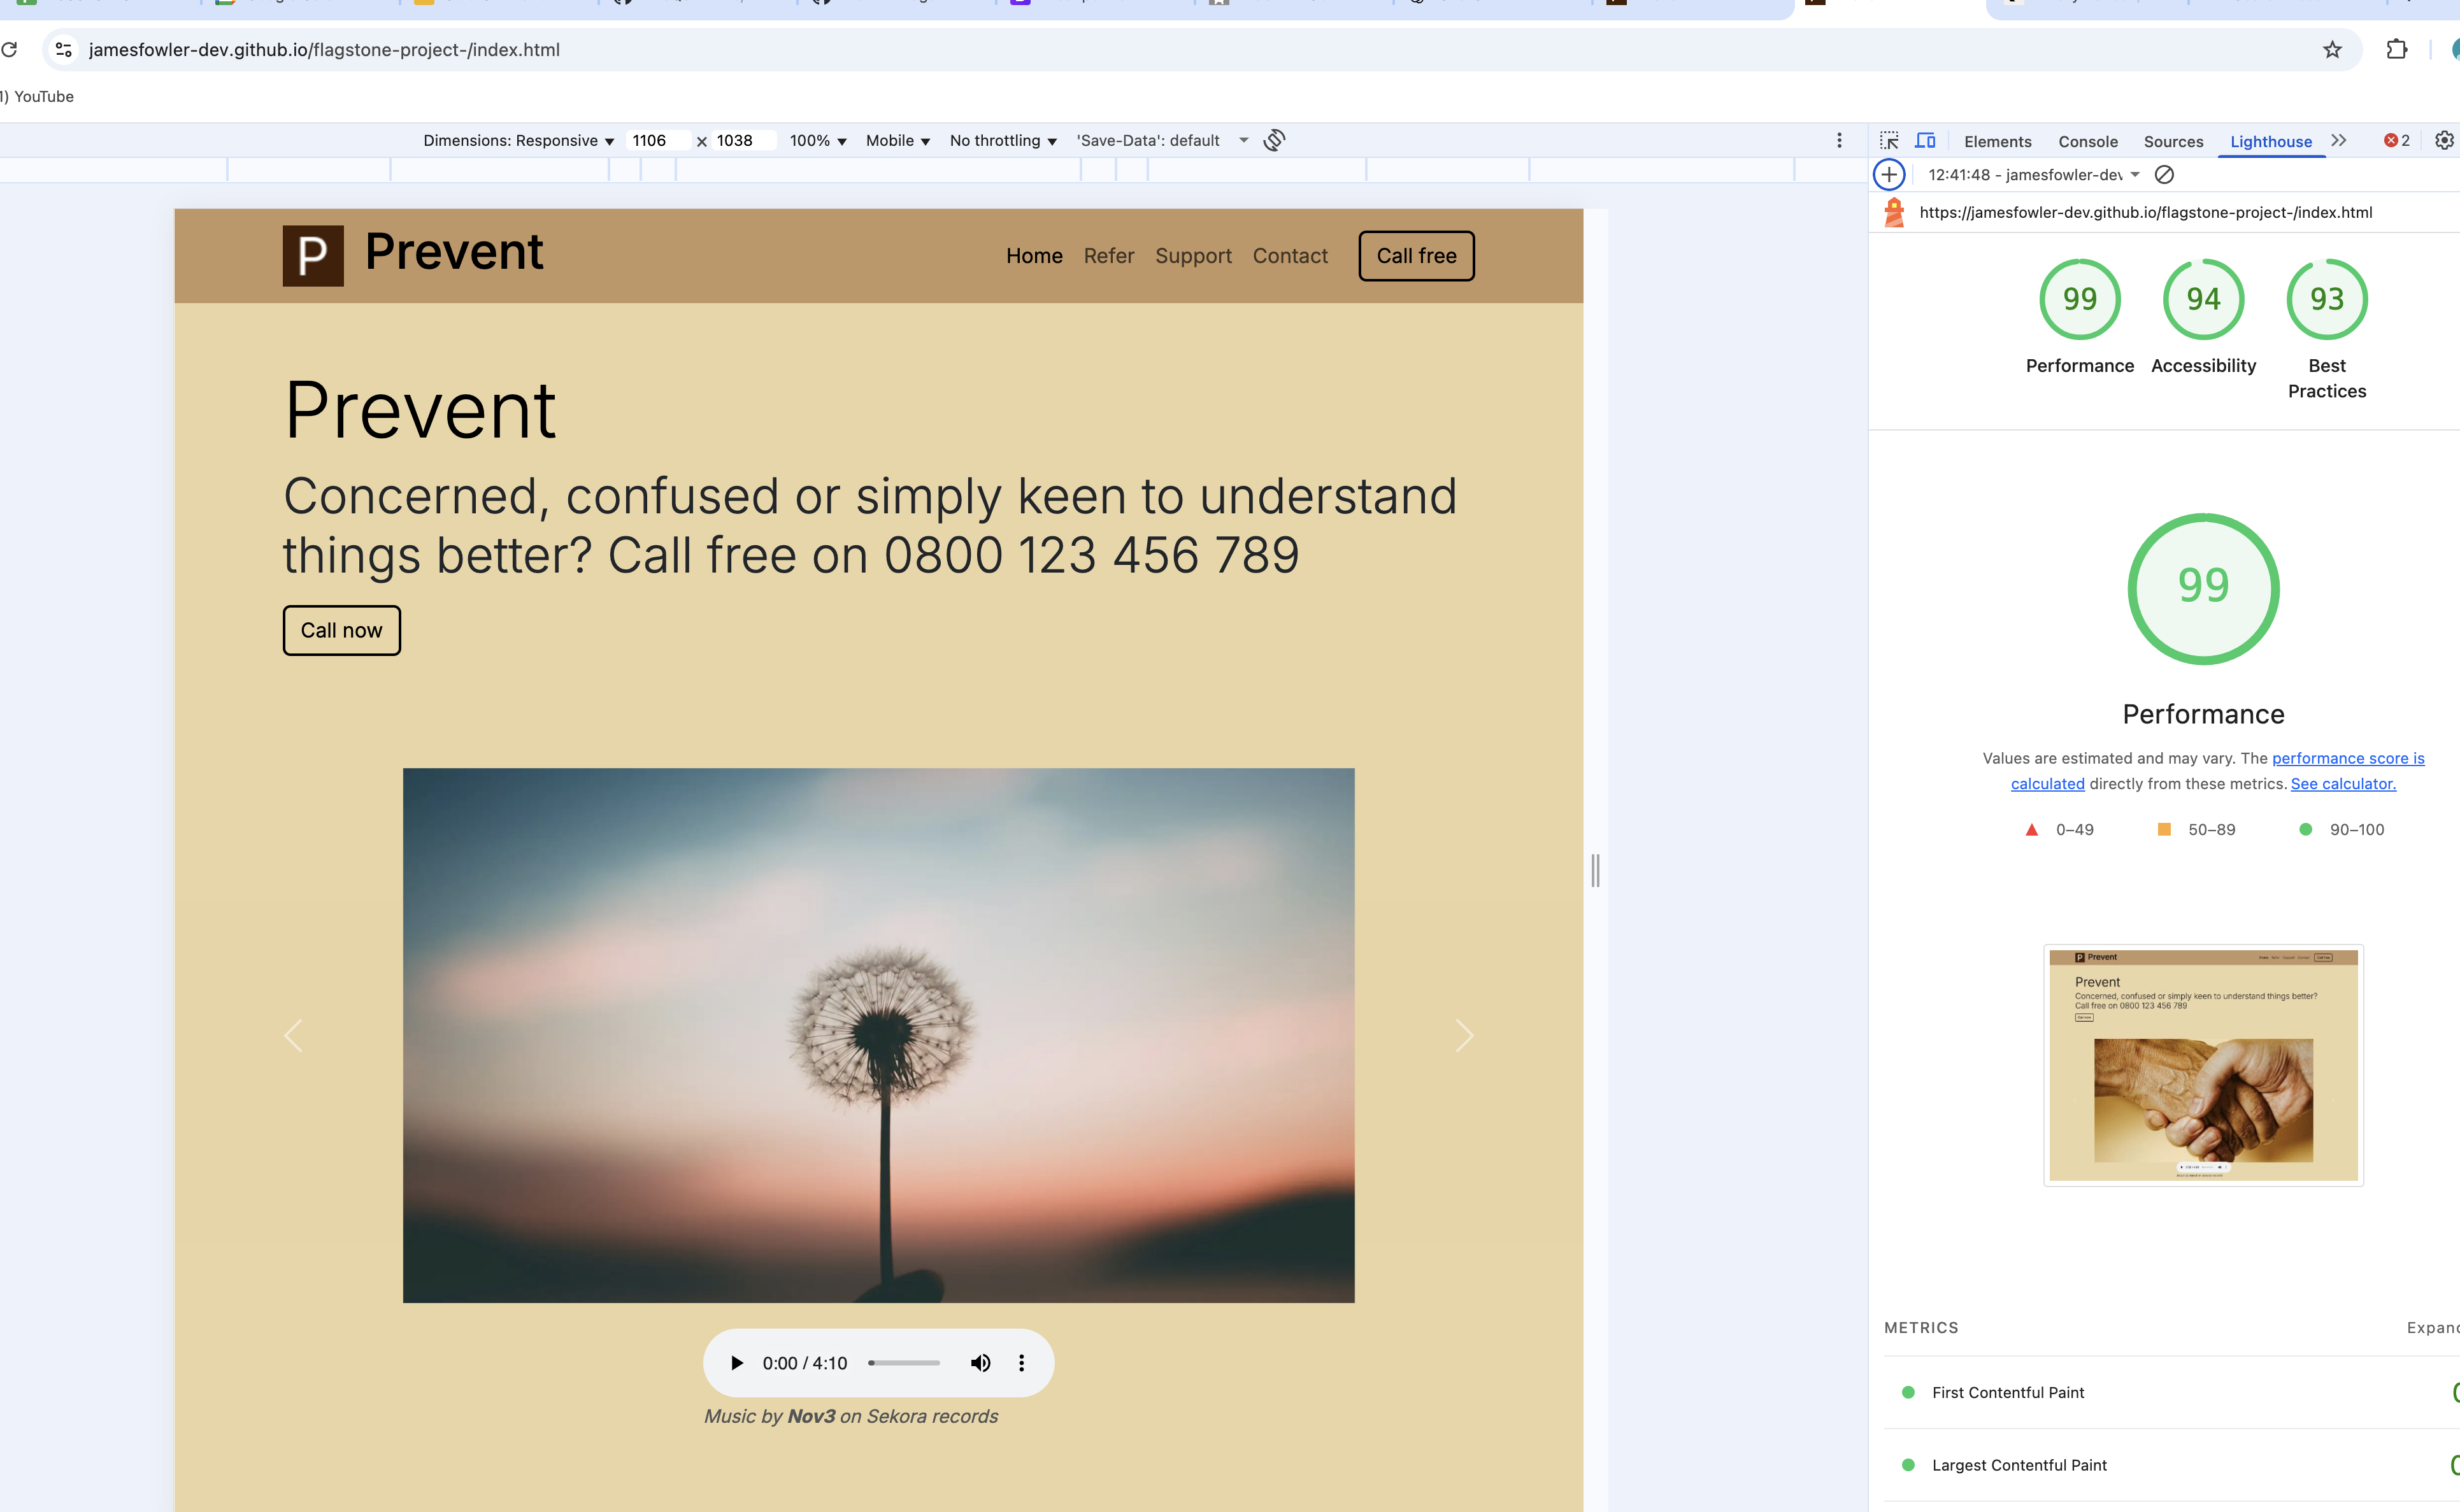 jamesfowler-dev.github.io/flagstone-project-/index.html
1) YouTube
Dimensions: Responsive 1106 x 1038 100% Mobile No throttling 'Save-Data': default
Elements Console Sources Lighthouse 2
12:41:48 - jamesfowler-dev
https://jamesfowler-dev.github.io/flagstone-project-/index.html
P Prevent Home Refer Support Contact Call free
Prevent
Concerned, confused or simply keen to understand
things better? Call free on 0800 123 456 789
Call now
0:00 / 4:10
Music by Nov3 on Sekora records
99 94 93
Performance Accessibility Best
Practices
99
Performance
Values are estimated and may vary. The performance score is
calculated directly from these metrics. See calculator.
0–49 50–89 90–100
P Prevent
Prevent
Concerned, confused or simply keen to understand things better?
Call free on 0800 123 456 789
METRICS
First Contentful Paint
Largest Contentful Paint